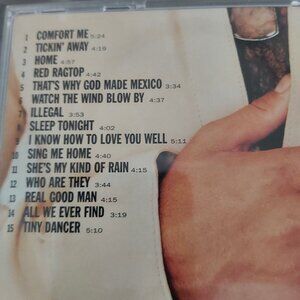 1 COMFORT ME 5:24
2 TICKIN' AWAY 4:19
3 HOME 4:57
4 RED RAGTOP 4:42
5 THAT'S WHY GOD MADE MEXICO 3:34
6 WATCH THE WIND BLOW BY 4:37
7 ILLEGAL 3:53
8 SLEEP TONIGHT 4:02
9 I KNOW HOW TO LOVE YOU WELL 5:11
10 SING ME HOME 4:40
11 SHE'S MY KIND OF RAIN 4:15
12 WHO ARE THEY 3:44
13 REAL GOOD MAN 4:15
14 ALL WE EVER FIND 3:19
15 TINY DANCER 5:10